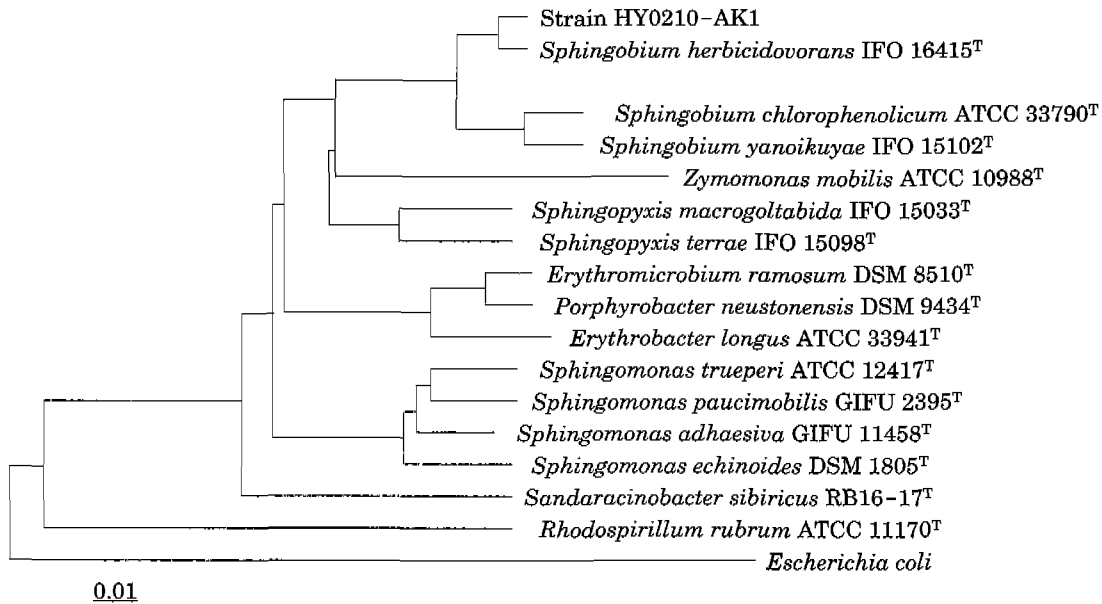 Strain HY0210-AK1
Sphingobium herbicidovorans IFO 16415ᵀ
Sphingobium chlorophenolicum ATCC 33790ᵀ
Sphingobium yanoikuyae IFO 15102ᵀ
Zymomonas mobilis ATCC 10988ᵀ
Sphingopyxis macrogoltabida IFO 15033ᵀ
Sphingopyxis terrae IFO 15098ᵀ
Erythromicrobium ramosum DSM 8510ᵀ
Porphyrobacter neustonensis DSM 9434ᵀ
Erythrobacter longus ATCC 33941ᵀ
Sphingomonas trueperi ATCC 12417ᵀ
Sphingomonas paucimobilis GIFU 2395ᵀ
Sphingomonas adhaesiva GIFU 11458ᵀ
Sphingomonas echinoides DSM 1805ᵀ
Sandaracinobacter sibiricus RB16-17ᵀ
Rhodospirillum rubrum ATCC 11170ᵀ
Escherichia coli
0.01